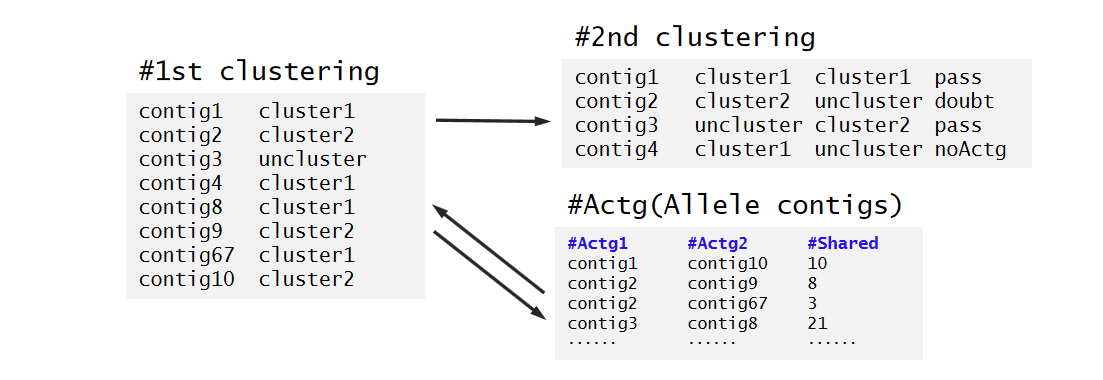 #1st clustering
contig1 cluster1
contig2 cluster2
contig3 uncluster
contig4 cluster1
contig8 cluster1
contig9 cluster2
contig67 cluster1
contig10 cluster2
#2nd clustering
contig1 cluster1 cluster1 pass
contig2 cluster2 uncluster doubt
contig3 uncluster cluster2 pass
contig4 cluster1 uncluster noActg
#Actg(Allele contigs)
#Actg1 #Actg2 #Shared
contig1 contig10 10
contig2 contig9 8
contig2 contig67 3
contig3 contig8 21
...... ...... ......